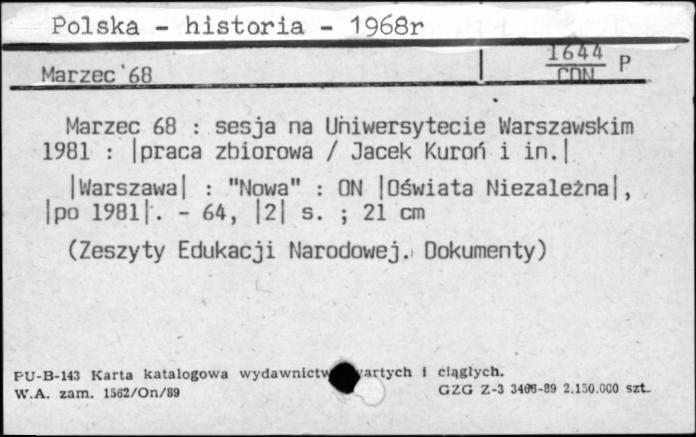 Polska - historia - 1968r
1644 P
CDN
Marzec '68
Marzec 68 : sesja na Uniwersytecie Warszawskim
1981 : |praca zbiorowa / Jacek Kuroń i in.|
|Warszawa| : "Nowa" : ON |Oświata Niezależna|,
|po 1981|. - 64, |2| s. ; 21 cm
(Zeszyty Edukacji Narodowej. Dokumenty)
PU-B-143 Karta katalogowa wydawnictw wartych i ciągłych.
W.A. zam. 1562/On/89 GZG Z-3 -89 2.150.000 szt.